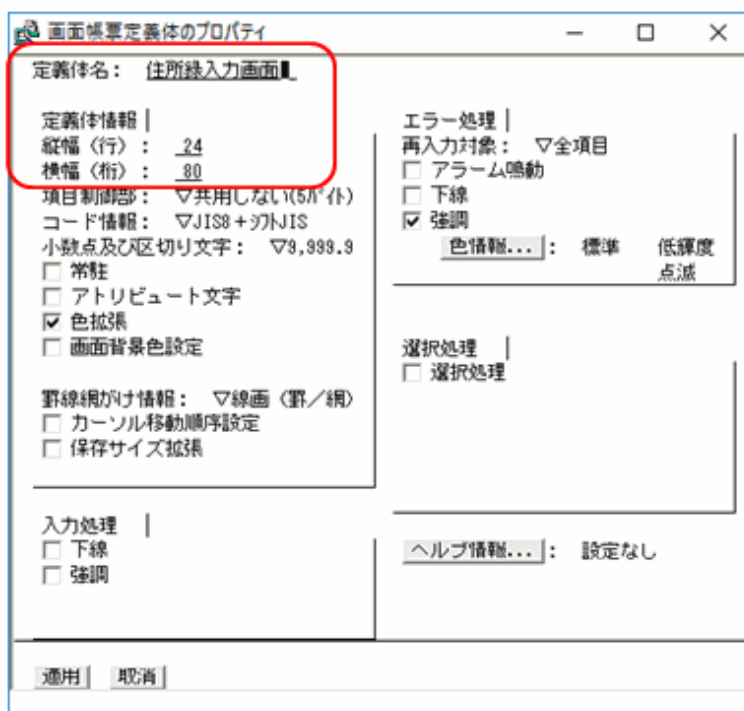 画面帳票定義体のプロパティ
定義体名： 住所録入力画面
定義体情報
縦幅（行）： 24
横幅（桁）： 80
項目制御部： ▽共用しない(5ﾊﾞｲﾄ)
コード情報： ▽JIS8+ｼﾌﾄJIS
小数点及び区切り文字： ▽9,999.9
常駐
アトリビュート文字
色拡張
画面背景色設定
罫線網がけ情報： ▽線画（罫／網）
カーソル移動順序設定
保存サイズ拡張
入力処理
下線
強調
エラー処理
再入力対象： ▽全項目
アラーム鳴動
下線
強調
色情報...： 標準 低輝度
点滅
選択処理
選択処理
ヘルプ情報...： 設定なし
適用 取消